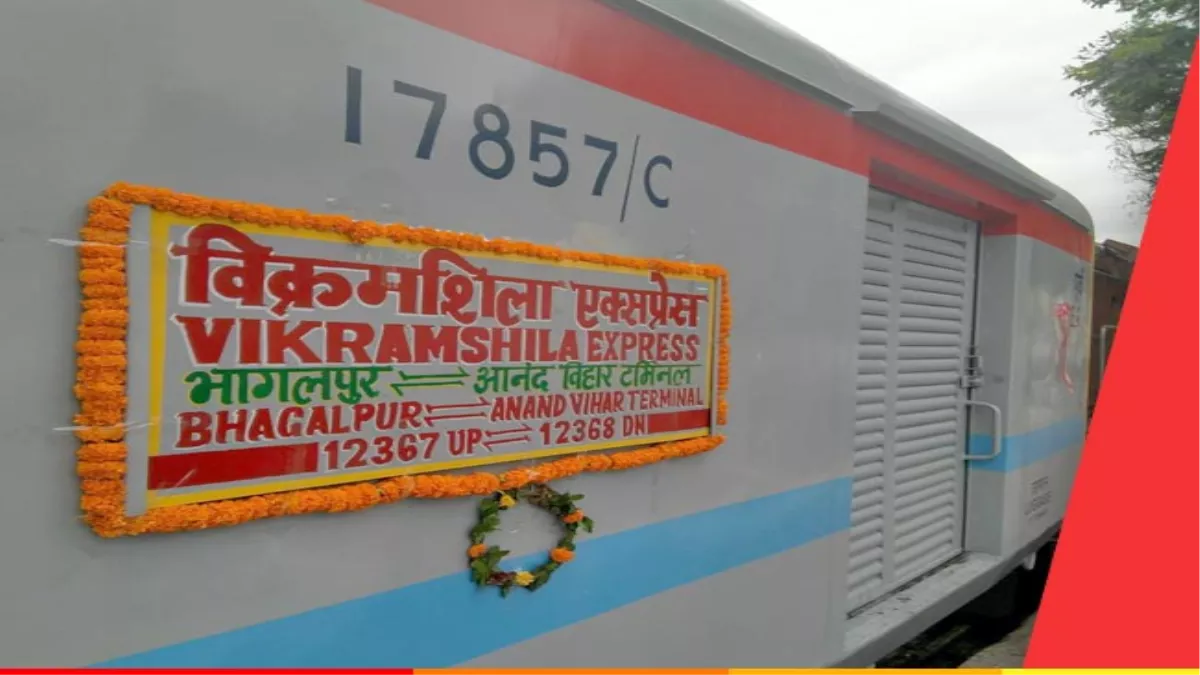 17857/C
विक्रमशिला एक्सप्रेस
VIKRAMSHILA EXPRESS
भागलपुर ⇌ आनंद विहार टर्मिनल
BHAGALPUR ⇌ ANAND VIHAR TERMINAL
12367 UP ⇌ 12368 DN